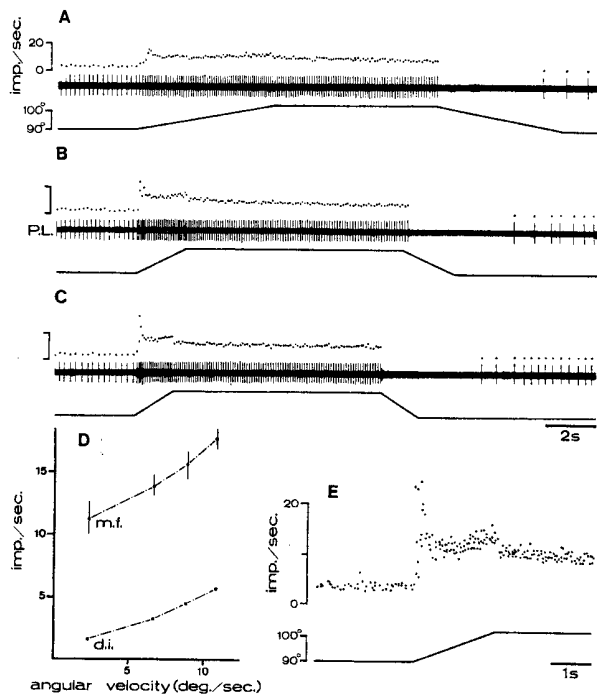 A
imp./sec.
20
0
100°
90°
B
P.L.
C
2s
D
15
10
5
imp./sec.
m.f.
d.i.
5
10
angular velocity (deg./sec.)
E
imp./sec.
20
10
0
100°
90°
1s